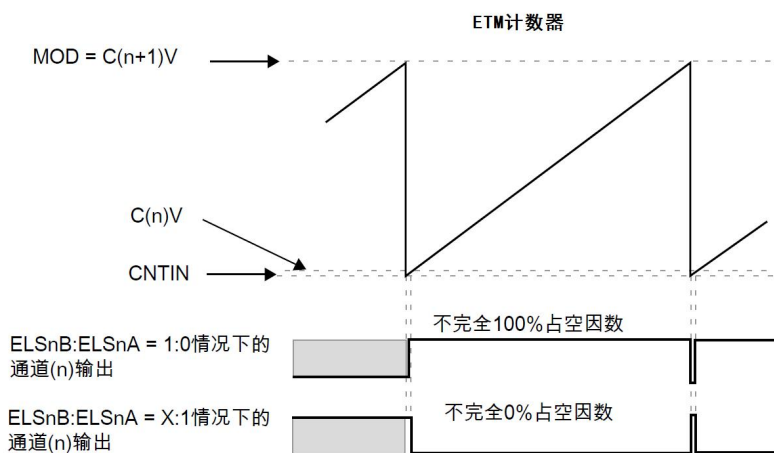 ETM计数器
MOD = C(n+1)V
C(n)V
CNTIN
不完全100%占空因数
ELSnB:ELSnA = 1:0情况下的
通道(n)输出
不完全0%占空因数
ELSnB:ELSnA = X:1情况下的
通道(n)输出